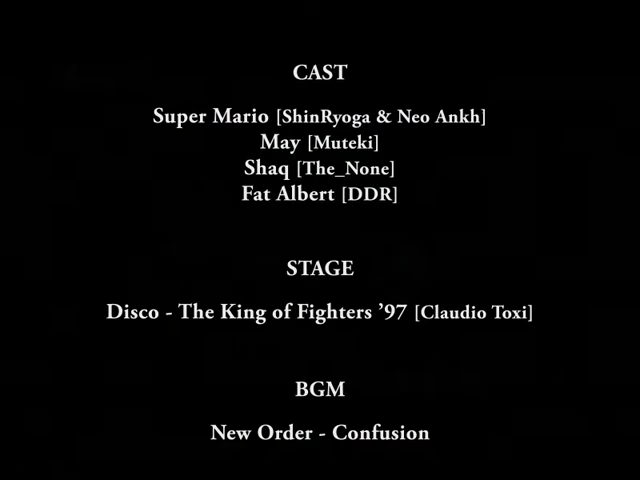 CAST
Super Mario [ShinRyoga & Neo Ankh]
May [Muteki]
Shaq [The_None]
Fat Albert [DDR]
STAGE
Disco - The King of Fighters ’97 [Claudio Toxi]
BGM
New Order - Confusion